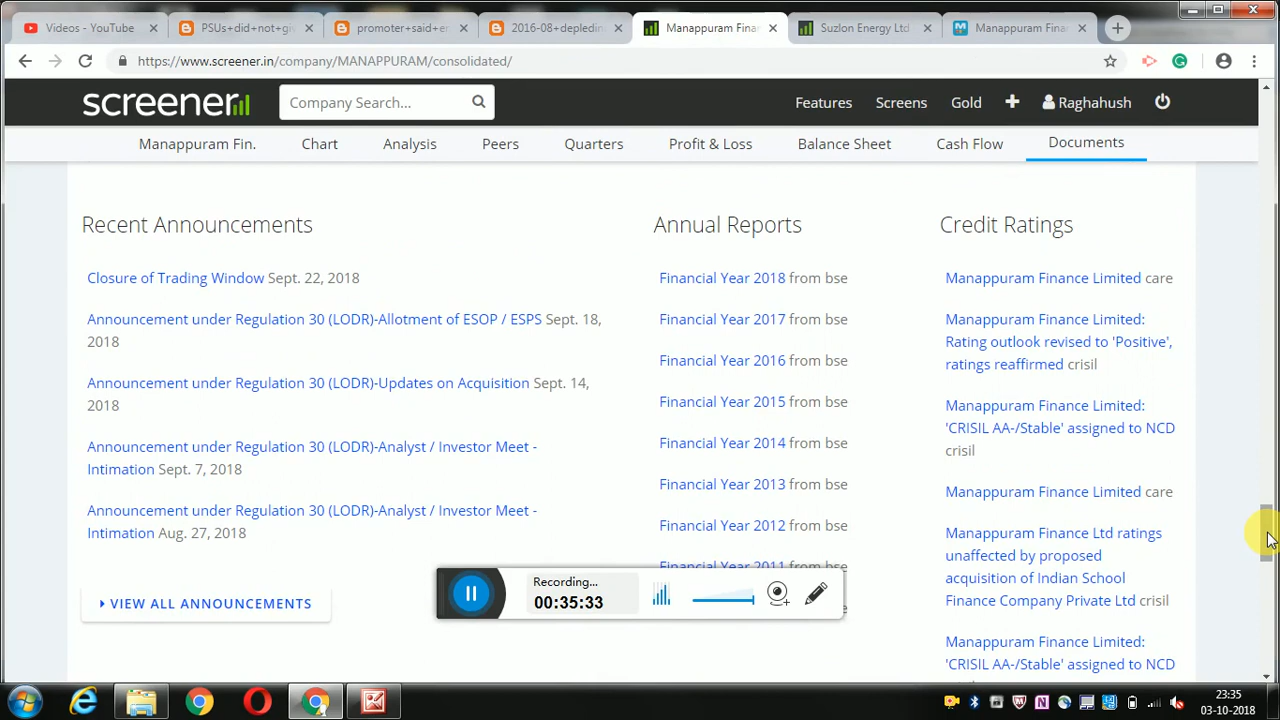 Videos - YouTube
PSUs+did+not+gi
promoter+said+e
2016-08+depledin
Manappuram Finan
Suzlon Energy Ltd
Manappuram Finan
https://www.screener.in/company/MANAPPURAM/consolidated/
screener
Company Search...
Features
Screens
Gold
Raghahush
Manappuram Fin.
Chart
Analysis
Peers
Quarters
Profit & Loss
Balance Sheet
Cash Flow
Documents
Recent Announcements
Closure of Trading Window Sept. 22, 2018
Announcement under Regulation 30 (LODR)-Allotment of ESOP / ESPS Sept. 18,
2018
Announcement under Regulation 30 (LODR)-Updates on Acquisition Sept. 14,
2018
Announcement under Regulation 30 (LODR)-Analyst / Investor Meet -
Intimation Sept. 7, 2018
Announcement under Regulation 30 (LODR)-Analyst / Investor Meet -
Intimation Aug. 27, 2018
VIEW ALL ANNOUNCEMENTS
Annual Reports
Financial Year 2018 from bse
Financial Year 2017 from bse
Financial Year 2016 from bse
Financial Year 2015 from bse
Financial Year 2014 from bse
Financial Year 2013 from bse
Financial Year 2012 from bse
Financial Year 2011 from bse
Credit Ratings
Manappuram Finance Limited care
Manappuram Finance Limited:
Rating outlook revised to 'Positive',
ratings reaffirmed crisil
Manappuram Finance Limited:
'CRISIL AA-/Stable' assigned to NCD
crisil
Manappuram Finance Limited care
Manappuram Finance Ltd ratings
unaffected by proposed
acquisition of Indian School
Finance Company Private Ltd crisil
Manappuram Finance Limited:
'CRISIL AA-/Stable' assigned to NCD
Recording...
00:35:33
23:35
03-10-2018